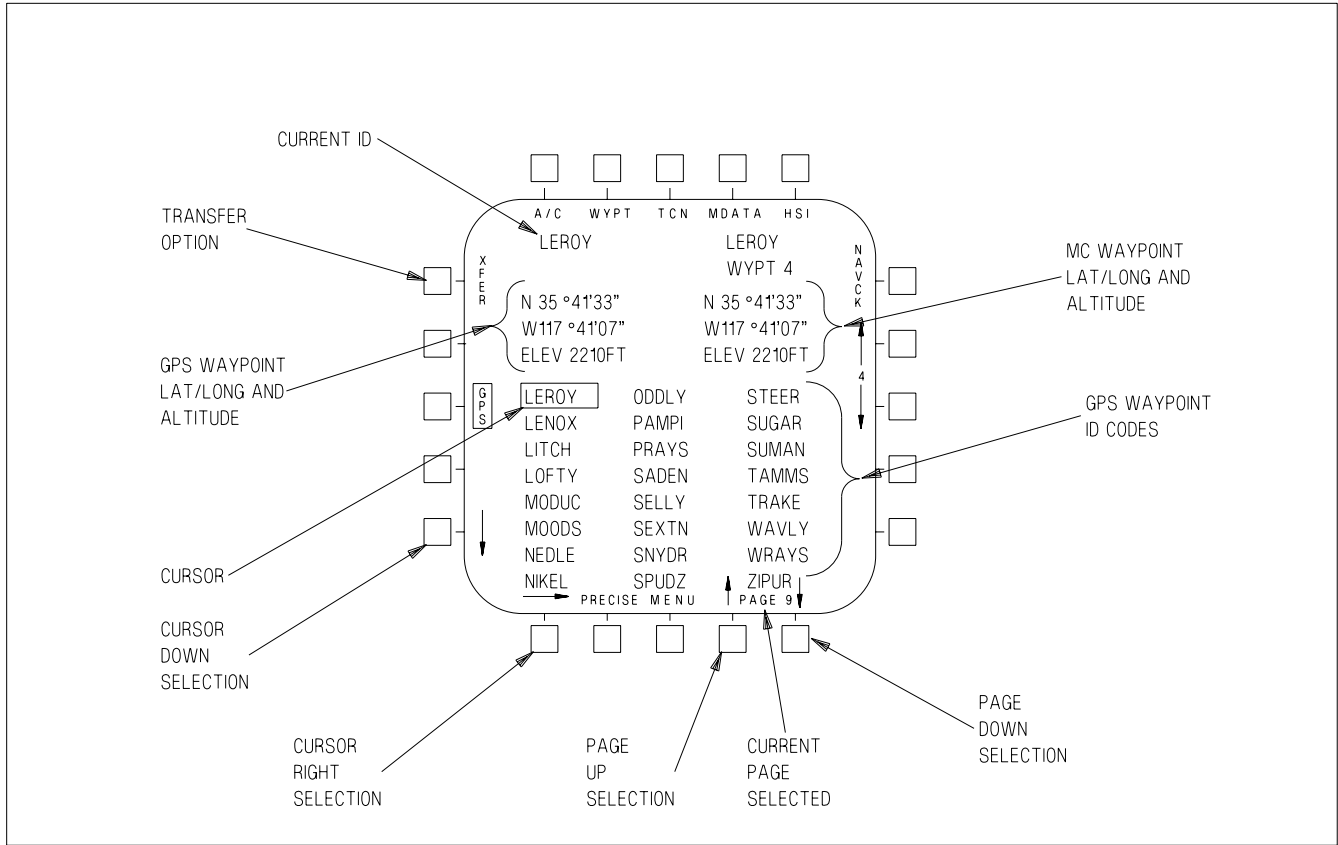 CURRENT ID
TRANSFER
OPTION
A/C WYPT TCN MDATA HSI
LEROY
LEROY
WYPT 4
XFER
NAVCK
MC WAYPOINT
LAT/LONG AND
ALTITUDE
N 35 °41'33"
W117 °41'07"
ELEV 2210FT
N 35 °41'33"
W117 °41'07"
ELEV 2210FT
4
GPS WAYPOINT
LAT/LONG AND
ALTITUDE
GPS
LEROY ODDLY STEER
LENOX PAMPI SUGAR
LITCH PRAYS SUMAN
LOFTY SADEN TAMMS
MODUC SELLY TRAKE
MOODS SEXTN WAVLY
NEDLE SNYDR WRAYS
NIKEL SPUDZ ZIPUR
GPS WAYPOINT
ID CODES
PRECISE MENU PAGE 9
CURSOR
CURSOR
DOWN
SELECTION
CURSOR
RIGHT
SELECTION
PAGE
UP
SELECTION
CURRENT
PAGE
SELECTED
PAGE
DOWN
SELECTION